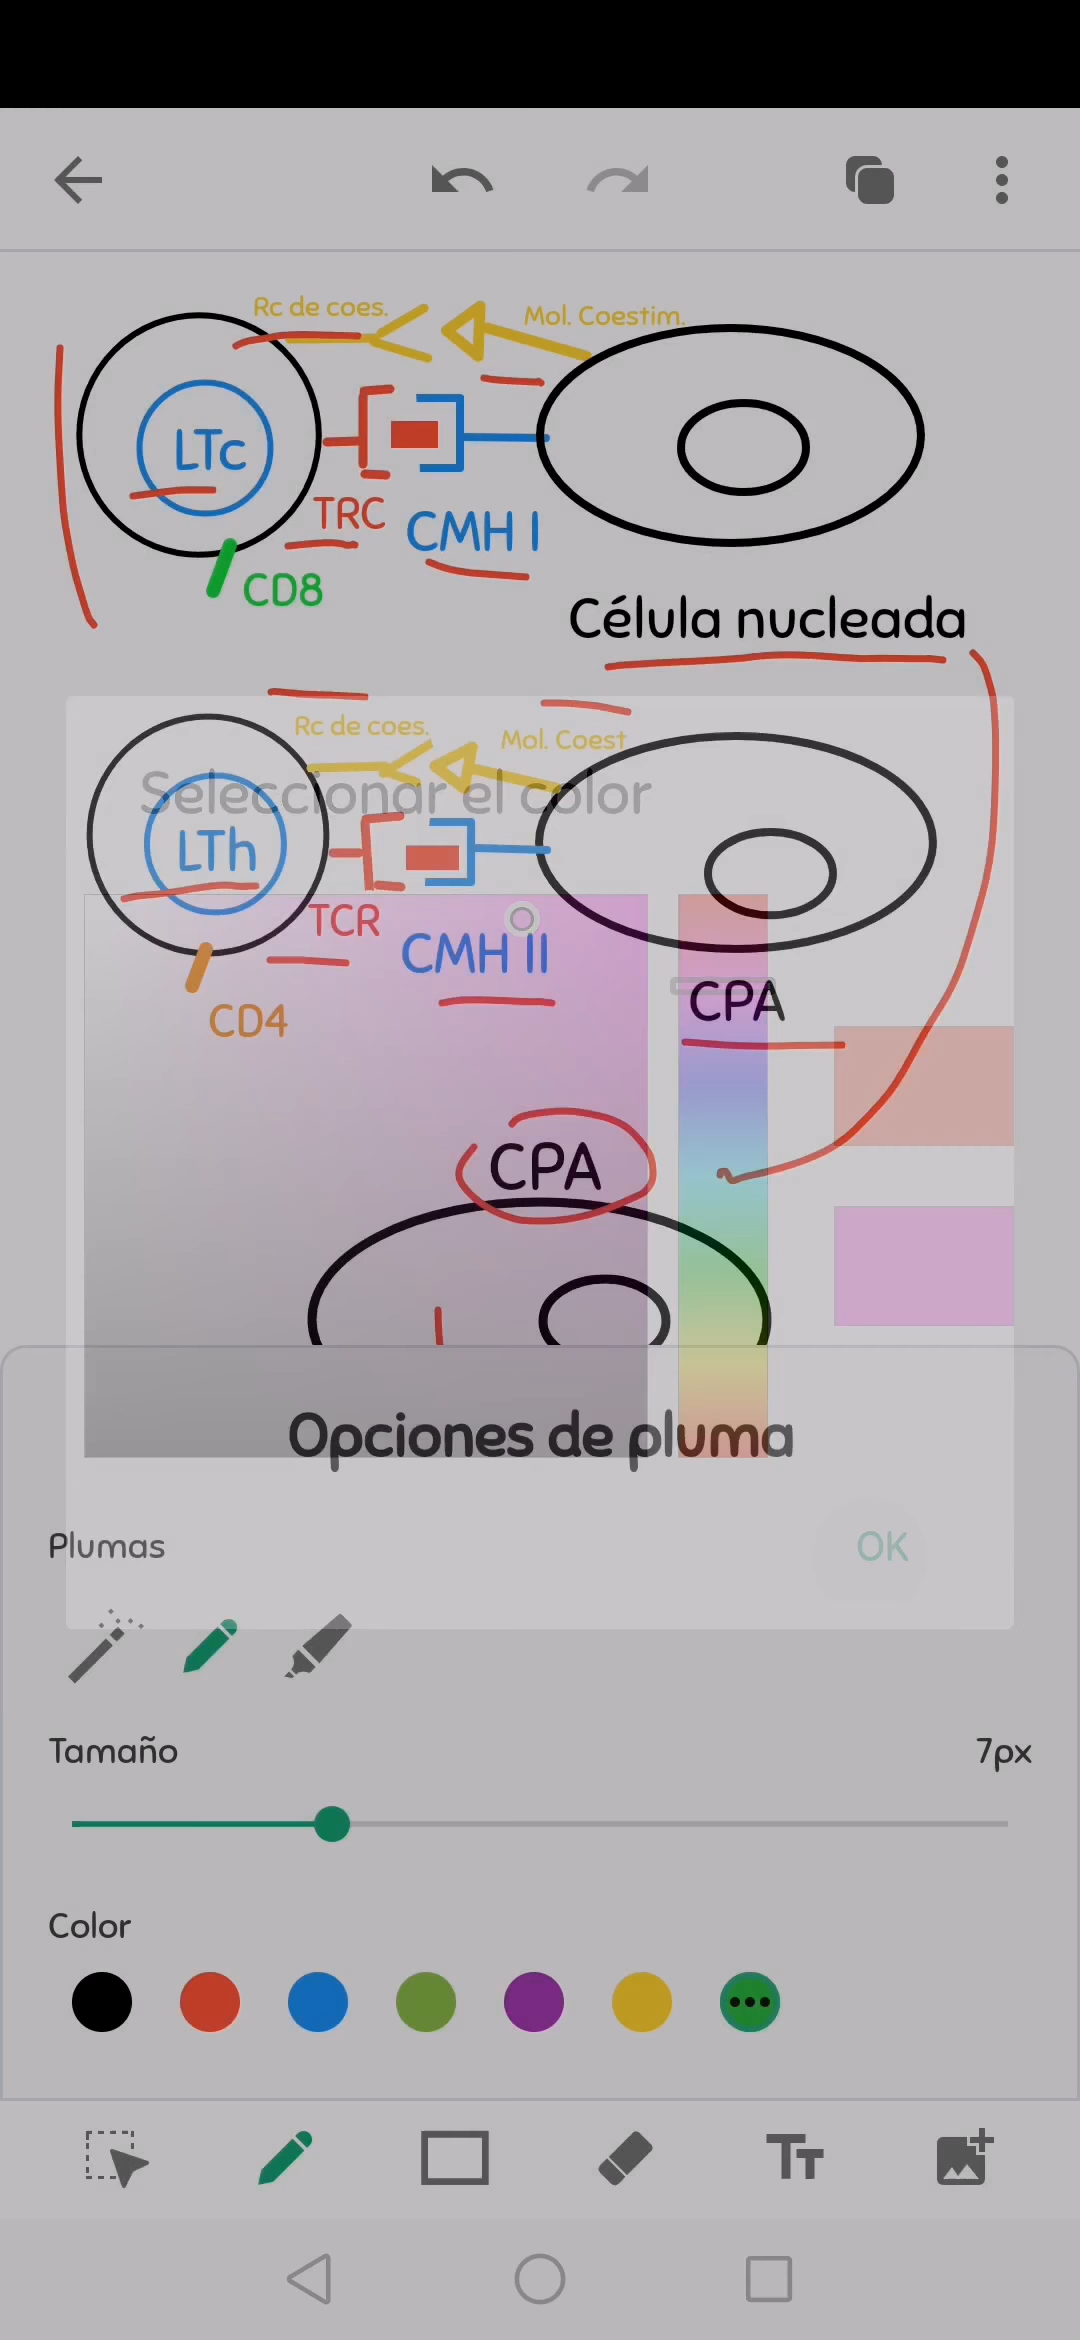 Rc de coes.
Mol. Coestim.
LTc
TRC
CMH I
CD8
Célula nucleada
Rc de coes.
Mol. Coest
Seleccionar el color
LTh
TCR
CMH II
CPA
CD4
CPA
Opciones de pluma
Plumas
OK
Tamaño
7px
Color
TT